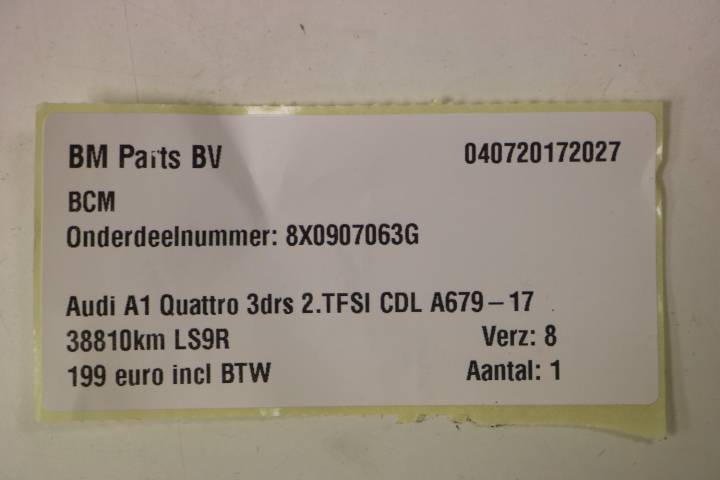 BM Parts BV 040720172027
BCM
Onderdeelnummer: 8X0907063G
Audi A1 Quattro 3drs 2.TFSI CDL A679-17
38810km LS9R Verz: 8
199 euro incl BTW Aantal: 1